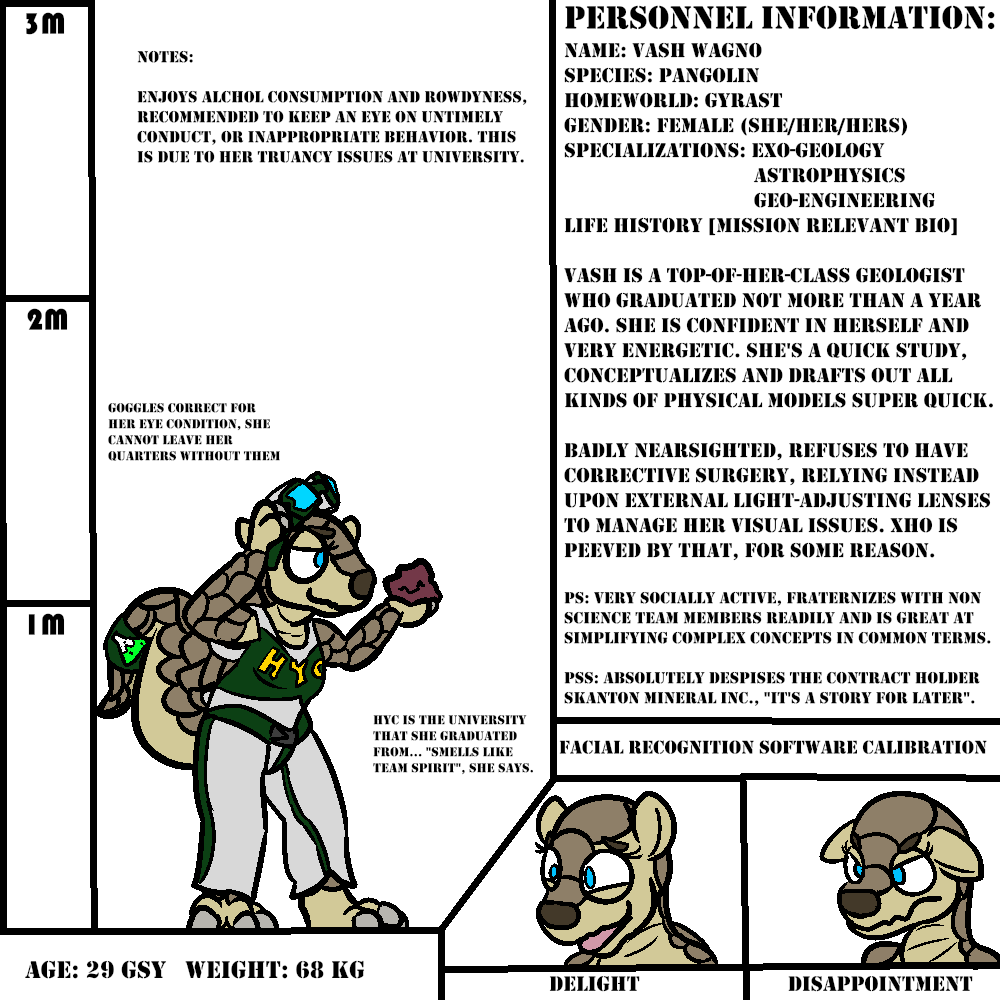 3M
NOTES:
ENJOYS ALCHOL CONSUMPTION AND ROWDYNESS,
RECOMMENDED TO KEEP AN EYE ON UNTIMELY
CONDUCT, OR INAPPROPRIATE BEHAVIOR. THIS
IS DUE TO HER TRUANCY ISSUES AT UNIVERSITY.
2M
GOGGLES CORRECT FOR
HER EYE CONDITION, SHE
CANNOT LEAVE HER
QUARTERS WITHOUT THEM
1M
HYC
HYC IS THE UNIVERSITY
THAT SHE GRADUATED
FROM... "SMELLS LIKE
TEAM SPIRIT", SHE SAYS.
AGE: 29 GSY WEIGHT: 68 KG
PERSONNEL INFORMATION:
NAME: VASH WAGNO
SPECIES: PANGOLIN
HOMEWORLD: GYRAST
GENDER: FEMALE (SHE/HER/HERS)
SPECIALIZATIONS: EXO-GEOLOGY
ASTROPHYSICS
GEO-ENGINEERING
LIFE HISTORY [MISSION RELEVANT BIO]
VASH IS A TOP-OF-HER-CLASS GEOLOGIST
WHO GRADUATED NOT MORE THAN A YEAR
AGO. SHE IS CONFIDENT IN HERSELF AND
VERY ENERGETIC. SHE'S A QUICK STUDY,
CONCEPTUALIZES AND DRAFTS OUT ALL
KINDS OF PHYSICAL MODELS SUPER QUICK.
BADLY NEARSIGHTED, REFUSES TO HAVE
CORRECTIVE SURGERY, RELYING INSTEAD
UPON EXTERNAL LIGHT-ADJUSTING LENSES
TO MANAGE HER VISUAL ISSUES. XHO IS
PEEVED BY THAT, FOR SOME REASON.
PS: VERY SOCIALLY ACTIVE, FRATERNIZES WITH NON
SCIENCE TEAM MEMBERS READILY AND IS GREAT AT
SIMPLIFYING COMPLEX CONCEPTS IN COMMON TERMS.
PSS: ABSOLUTELY DESPISES THE CONTRACT HOLDER
SKANTON MINERAL INC., "IT'S A STORY FOR LATER".
FACIAL RECOGNITION SOFTWARE CALIBRATION
DELIGHT
DISAPPOINTMENT